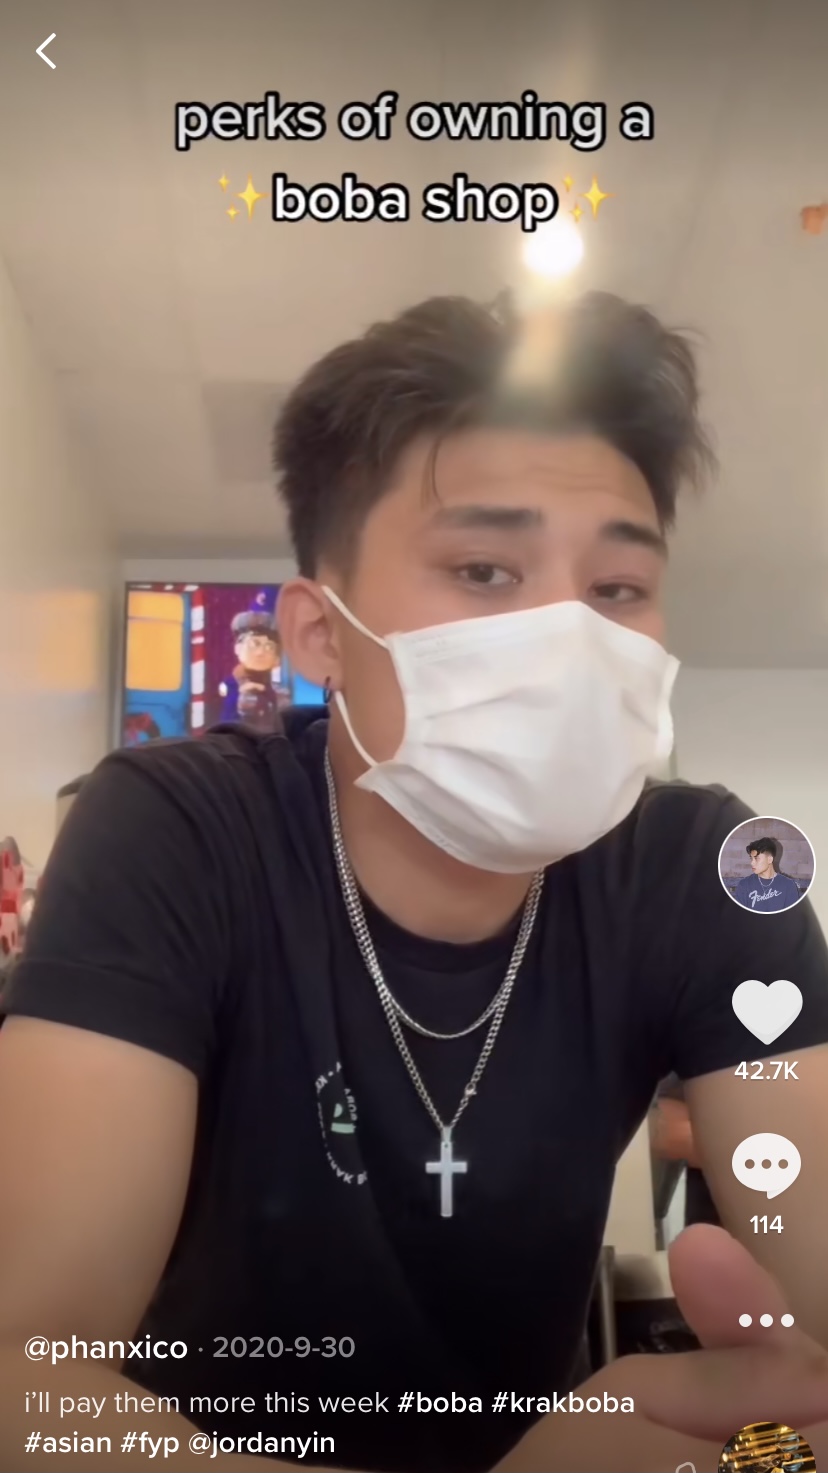 perks of owning a
✨boba shop✨
Fender
42.7K
114
@phanxico · 2020-9-30
i'll pay them more this week #boba #krakboba
#asian #fyp @jordanyin